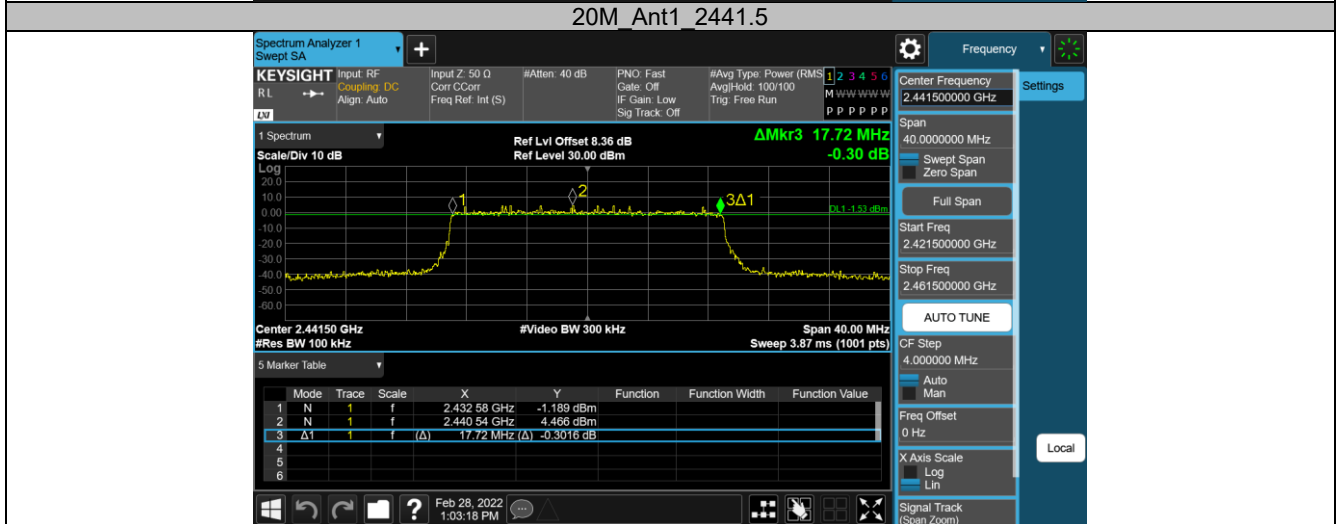 20M_Ant1_2441.5
Spectrum Analyzer 1
Swept SA
Frequency
KEYSIGHT
RL
LXI
Input: RF
Coupling: DC
Align: Auto
Input Z: 50 Ω
Corr CCorr
Freq Ref: Int (S)
#Atten: 40 dB
PNO: Fast
Gate: Off
IF Gain: Low
Sig Track: Off
#Avg Type: Power (RMS
Avg|Hold: 100/100
Trig: Free Run
1 2 3 4 5 6
M W W W W W
P P P P P P
Center Frequency
2.441500000 GHz
Settings
1 Spectrum
Ref Lvl Offset 8.36 dB
ΔMkr3 17.72 MHz
Scale/Div 10 dB
Ref Level 30.00 dBm
-0.30 dB
Log
20.0
10.0
0.00
-10.0
-20.0
-30.0
-40.0
-50.0
-60.0
1
2
3Δ1
DL1 -1.53 dBm
Center 2.44150 GHz
#Video BW 300 kHz
Span 40.00 MHz
#Res BW 100 kHz
Sweep 3.87 ms (1001 pts)
Span
40.0000000 MHz
Swept Span
Zero Span
Full Span
Start Freq
2.421500000 GHz
Stop Freq
2.461500000 GHz
AUTO TUNE
CF Step
4.000000 MHz
Auto
Man
Freq Offset
0 Hz
X Axis Scale
Log
Lin
Signal Track
(Span Zoom)
Local
5 Marker Table
Mode Trace Scale X Y Function Function Width Function Value
1 N 1 f 2.432 58 GHz -1.189 dBm
2 N 1 f 2.440 54 GHz 4.466 dBm
3 Δ1 1 f (Δ) 17.72 MHz (Δ) -0.3016 dB
4
5
6
?
Feb 28, 2022
1:03:18 PM